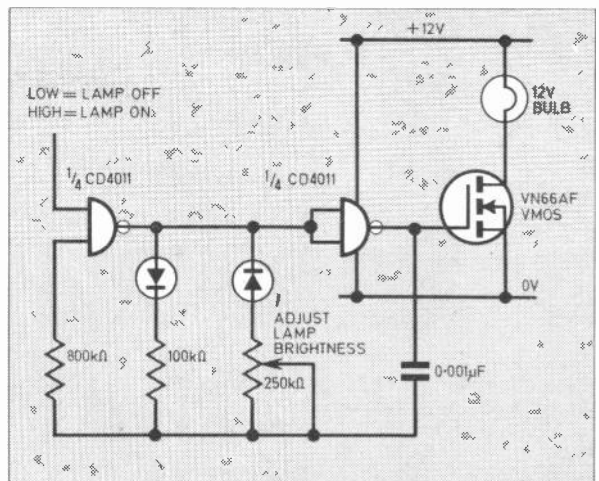 +12V
LOW = LAMP OFF
HIGH = LAMP ON
12V
BULB
1/4 CD4011
1/4 CD4011
VN66AF
VMOS
0V
ADJUST
LAMP
BRIGHTNESS
800kΩ
100kΩ
250kΩ
0·001µF